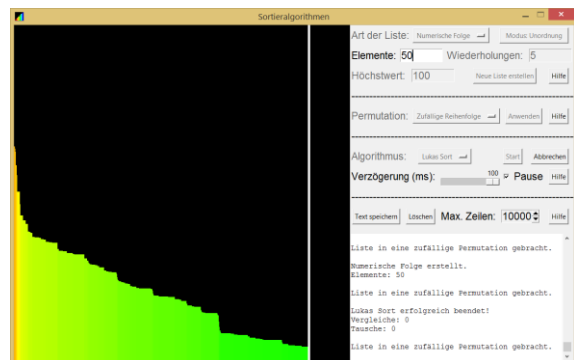 Sortieralgorithmen
Art der Liste: Numerische Folge Modus: Unordnung
Elemente: 50 Wiederholungen: 5
Höchstwert: 100 Neue Liste erstellen Hilfe
Permutation: Zufällige Reihenfolge Anwenden Hilfe
Algorithmus: Lukas Sort Start Abbrechen
100
Verzögerung (ms): Pause Hilfe
Text speichern Löschen Max. Zeilen: 10000 Hilfe
Liste in eine zufällige Permutation gebracht.
Numerische Folge erstellt.
Elemente: 50
Liste in eine zufällige Permutation gebracht.
Lukas Sort erfolgreich beendet!
Vergleiche: 0
Tausche: 0
Liste in eine zufällige Permutation gebracht.